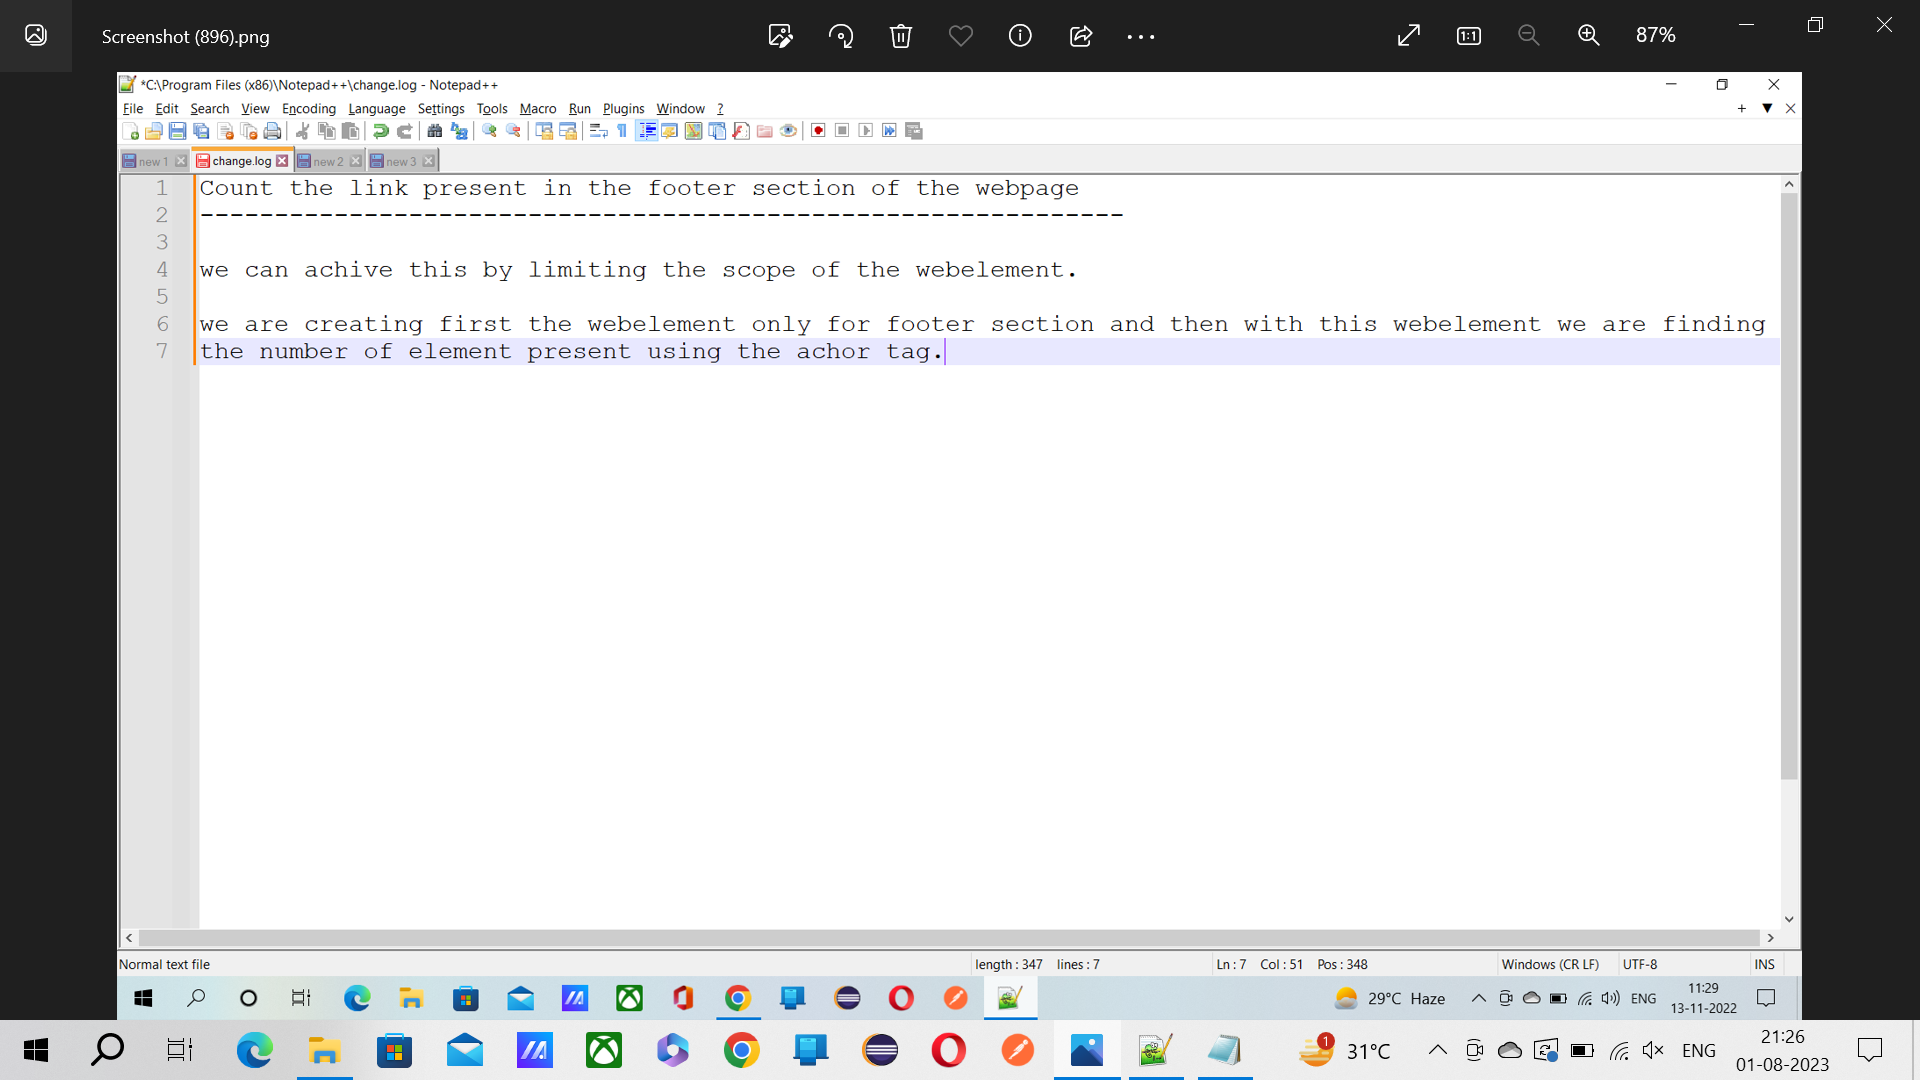 Screenshot (896).png
87%
*C:\Program Files (x86)\Notepad++\change.log - Notepad++
File Edit Search View Encoding Language Settings Tools Macro Run Plugins Window ?
new 1 change.log new 2 new 3
1 Count the link present in the footer section of the webpage
2 --------------------------------------------------------------
3
4 we can achive this by limiting the scope of the webelement.
5
6 we are creating first the webelement only for footer section and then with this webelement we are finding
7 the number of element present using the achor tag.
Normal text file length : 347 lines : 7 Ln : 7 Col : 51 Pos : 348 Windows (CR LF) UTF-8 INS
29°C Haze ENG 11:29
13-11-2022
1 31°C ENG 21:26
01-08-2023